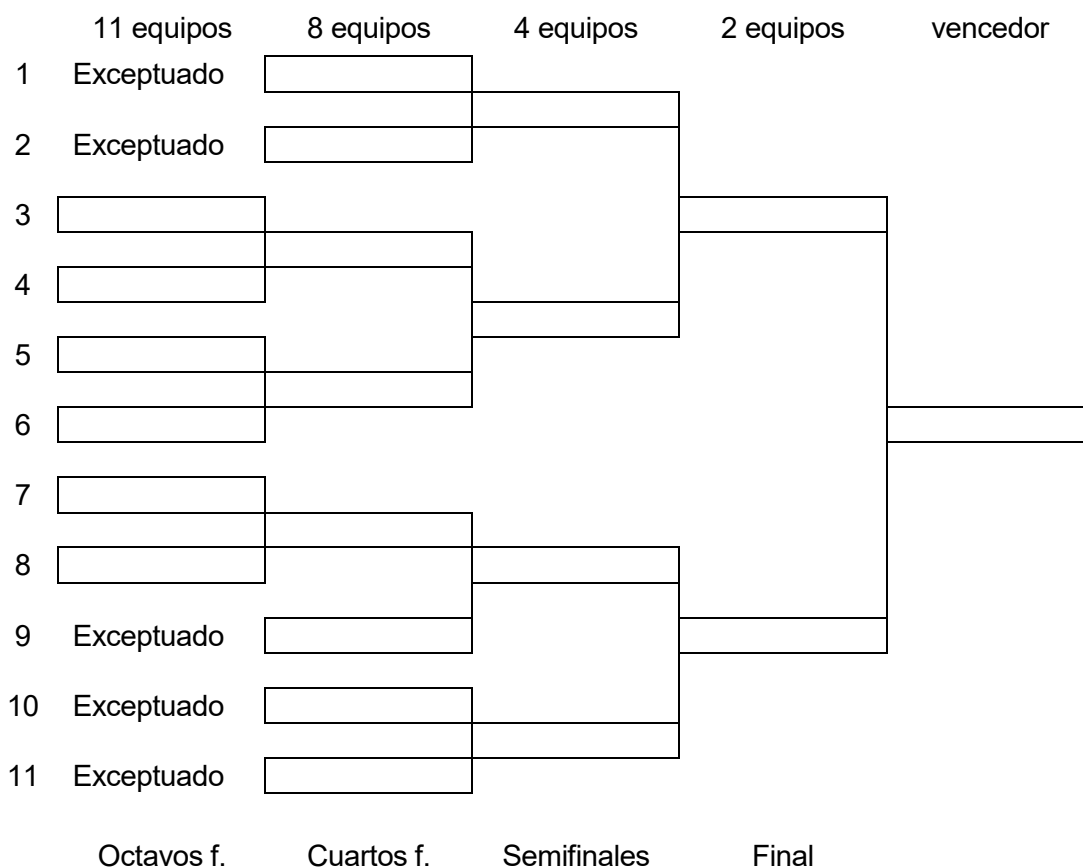 11 equipos 8 equipos 4 equipos 2 equipos vencedor
1 Exceptuado
2 Exceptuado
3
4
5
6
7
8
9 Exceptuado
10 Exceptuado
11 Exceptuado
Octavos f. Cuartos f. Semifinales Final